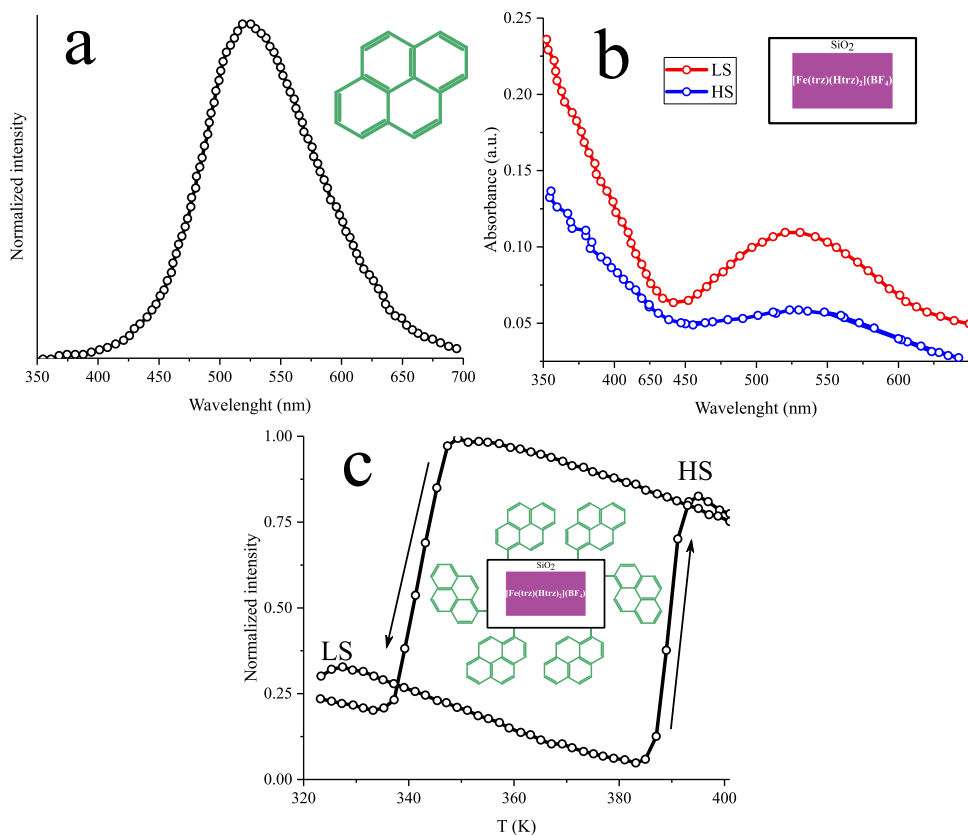 a
Normalized intensity
350 400 450 500 550 600 650 700
Wavelenght (nm)
b
LS
HS
SiO2
[Fe(trz)(Htrz)2](BF4)
Absorbance (a.u.)
0.25
0.20
0.15
0.10
0.05
350 400 650 450 500 550 600
Wavelenght (nm)
c
HS
LS
SiO2
[Fe(trz)(Htrz)2](BF4)
Normalized intensity
1.00
0.75
0.50
0.25
0.00
320 340 360 380 400
T (K)